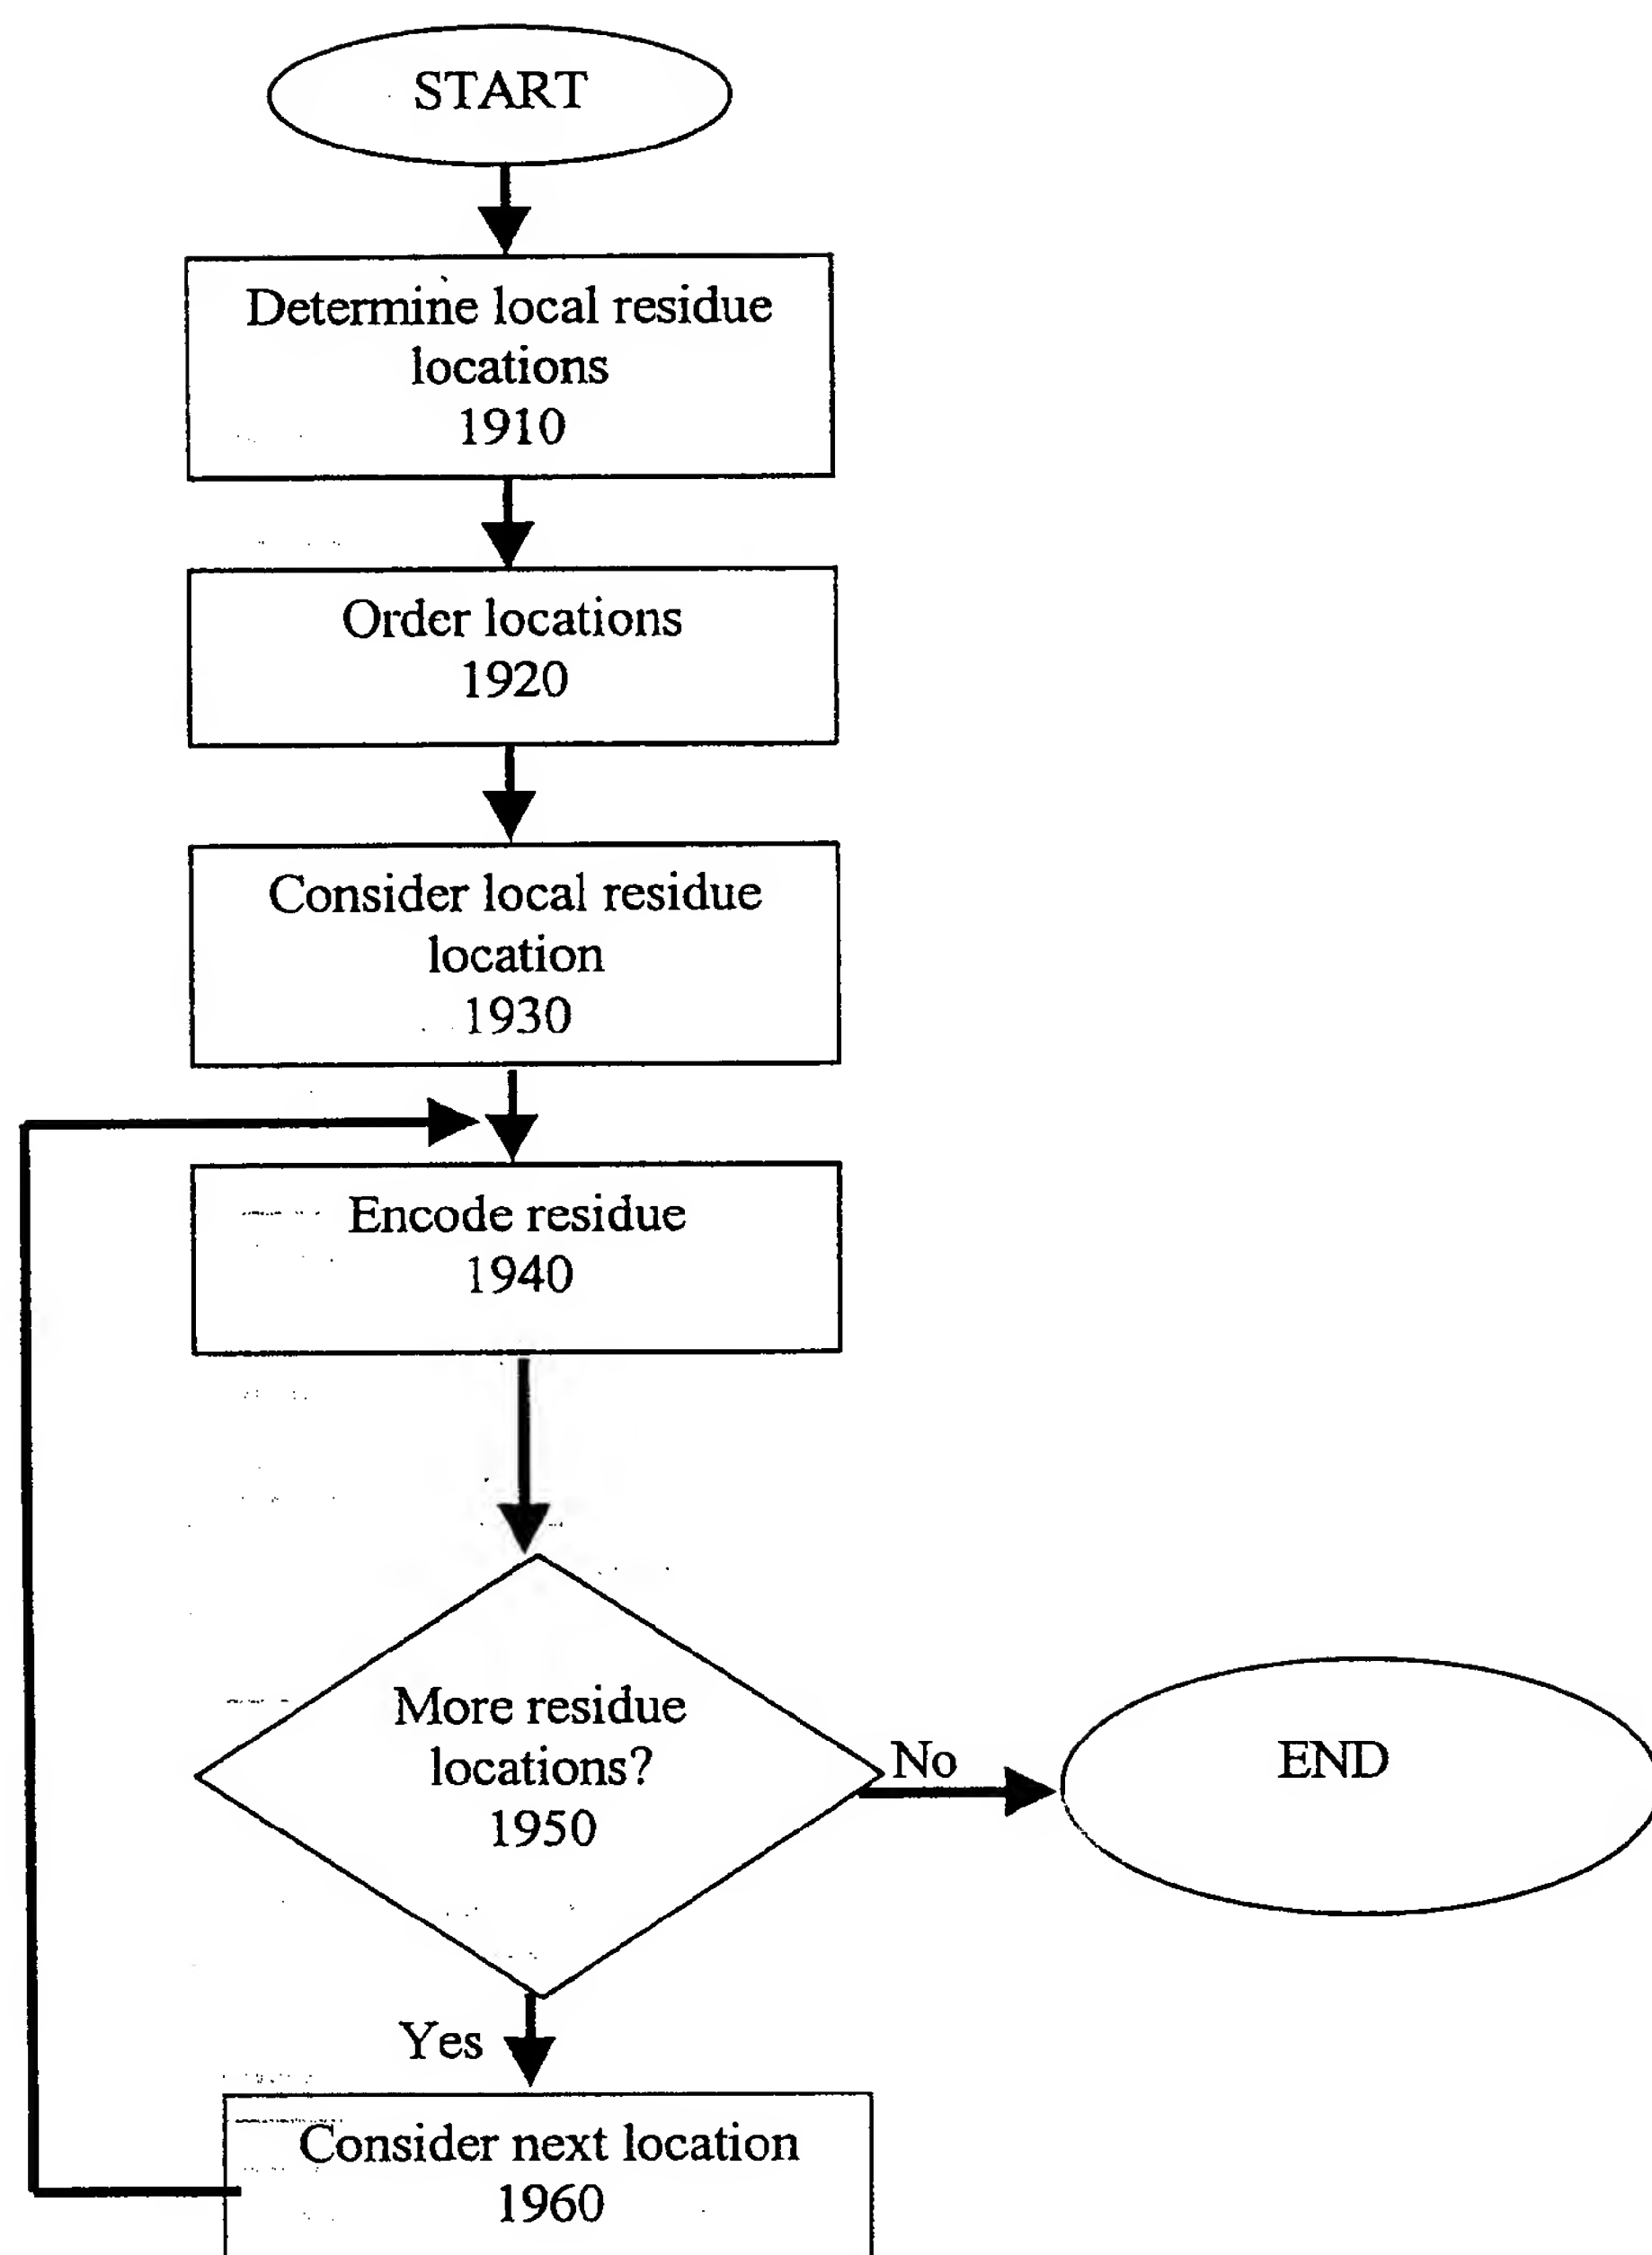 START
Determine local residue
locations
1910
Order locations
1920
Consider local residue
location
1930
Encode residue
1940
More residue
locations?
1950
No
END
Yes
Consider next location
1960